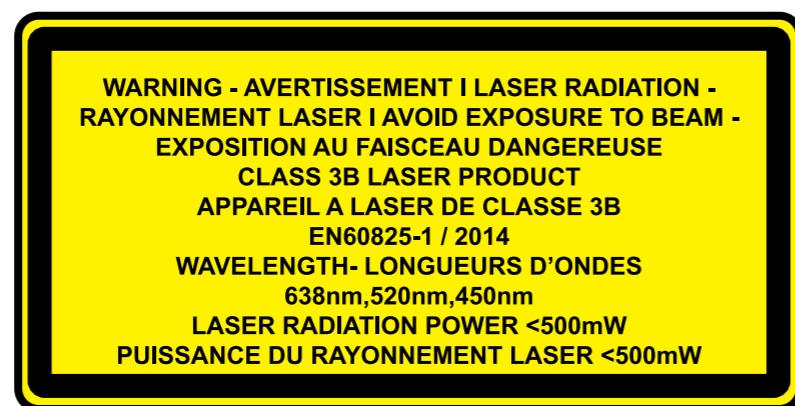 WARNING - AVERTISSEMENT I LASER RADIATION -
RAYONNEMENT LASER I AVOID EXPOSURE TO BEAM -
EXPOSITION AU FAISCEAU DANGEREUSE
CLASS 3B LASER PRODUCT
APPAREIL A LASER DE CLASSE 3B
EN60825-1 / 2014
WAVELENGTH- LONGUEURS D’ONDES
638nm,520nm,450nm
LASER RADIATION POWER <500mW
PUISSANCE DU RAYONNEMENT LASER <500mW